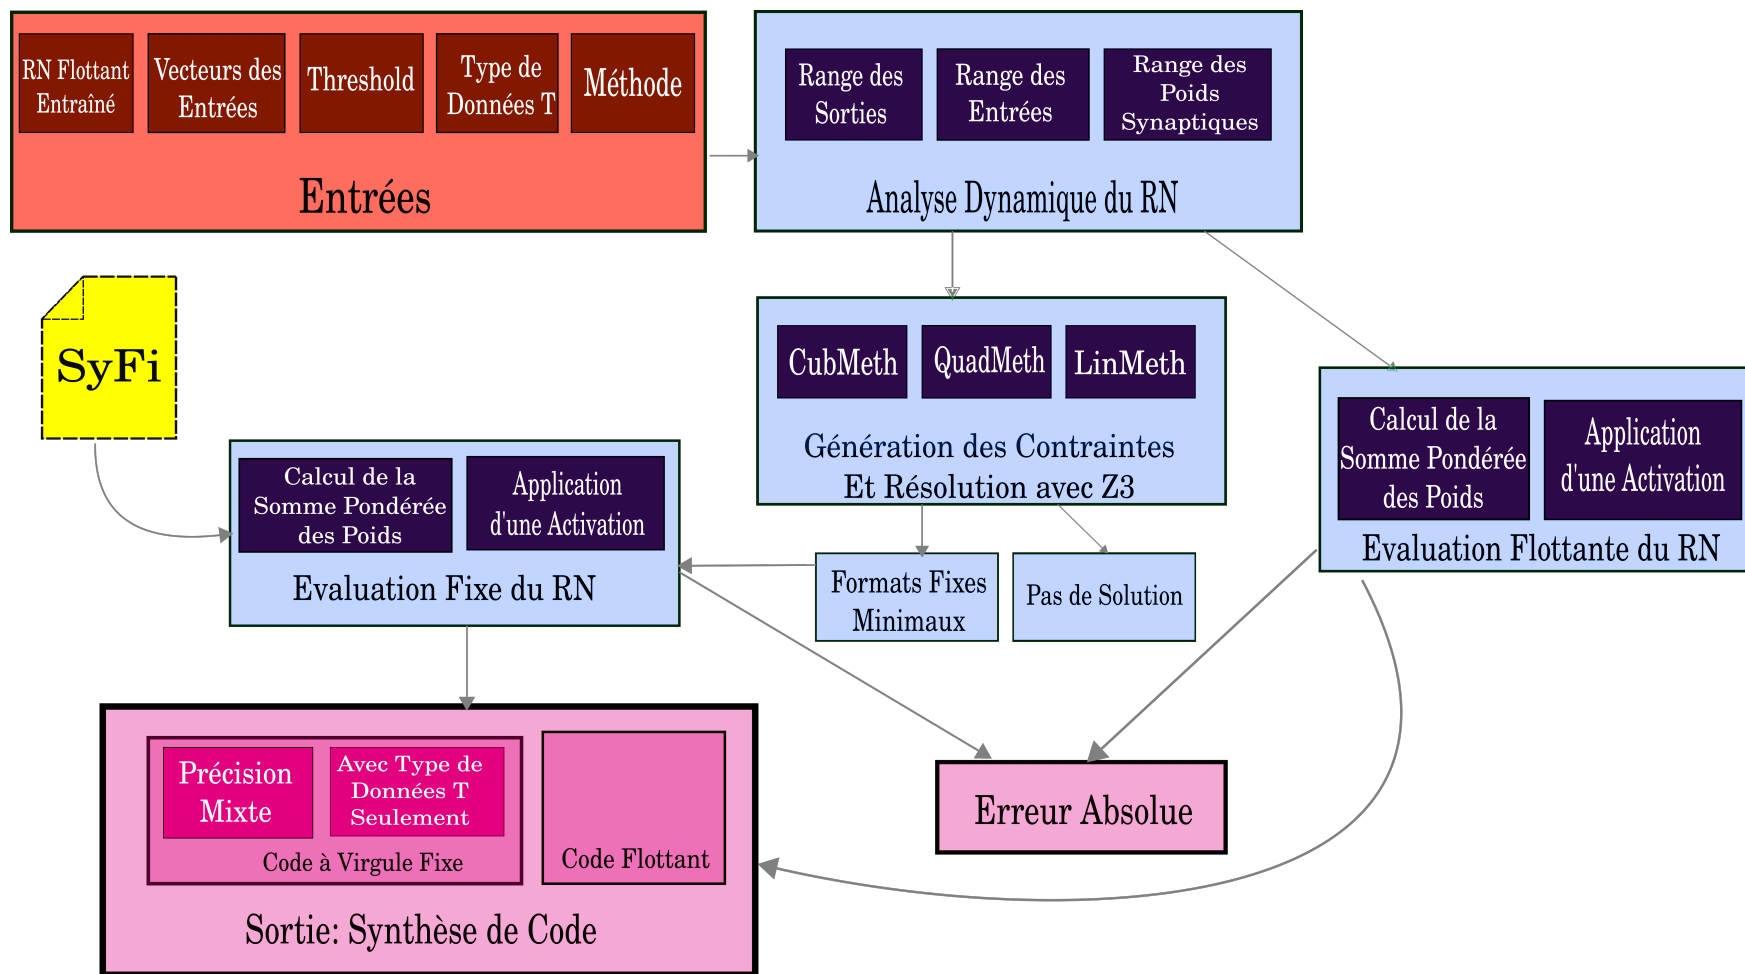 RN Flottant
Entraîné
Vecteurs des
Entrées
Threshold
Type de
Données T
Méthode
Entrées
Range des
Sorties
Range des
Entrées
Range des
Poids
Synaptiques
Analyse Dynamique du RN
SyFi
CubMeth
QuadMeth
LinMeth
Génération des Contraintes
Et Résolution avec Z3
Calcul de la
Somme Pondérée
des Poids
Application
d'une Activation
Evaluation Flottante du RN
Calcul de la
Somme Pondérée
des Poids
Application
d'une Activation
Evaluation Fixe du RN
Formats Fixes
Minimaux
Pas de Solution
Précision
Mixte
Avec Type de
Données T
Seulement
Code à Virgule Fixe
Code Flottant
Sortie: Synthèse de Code
Erreur Absolue